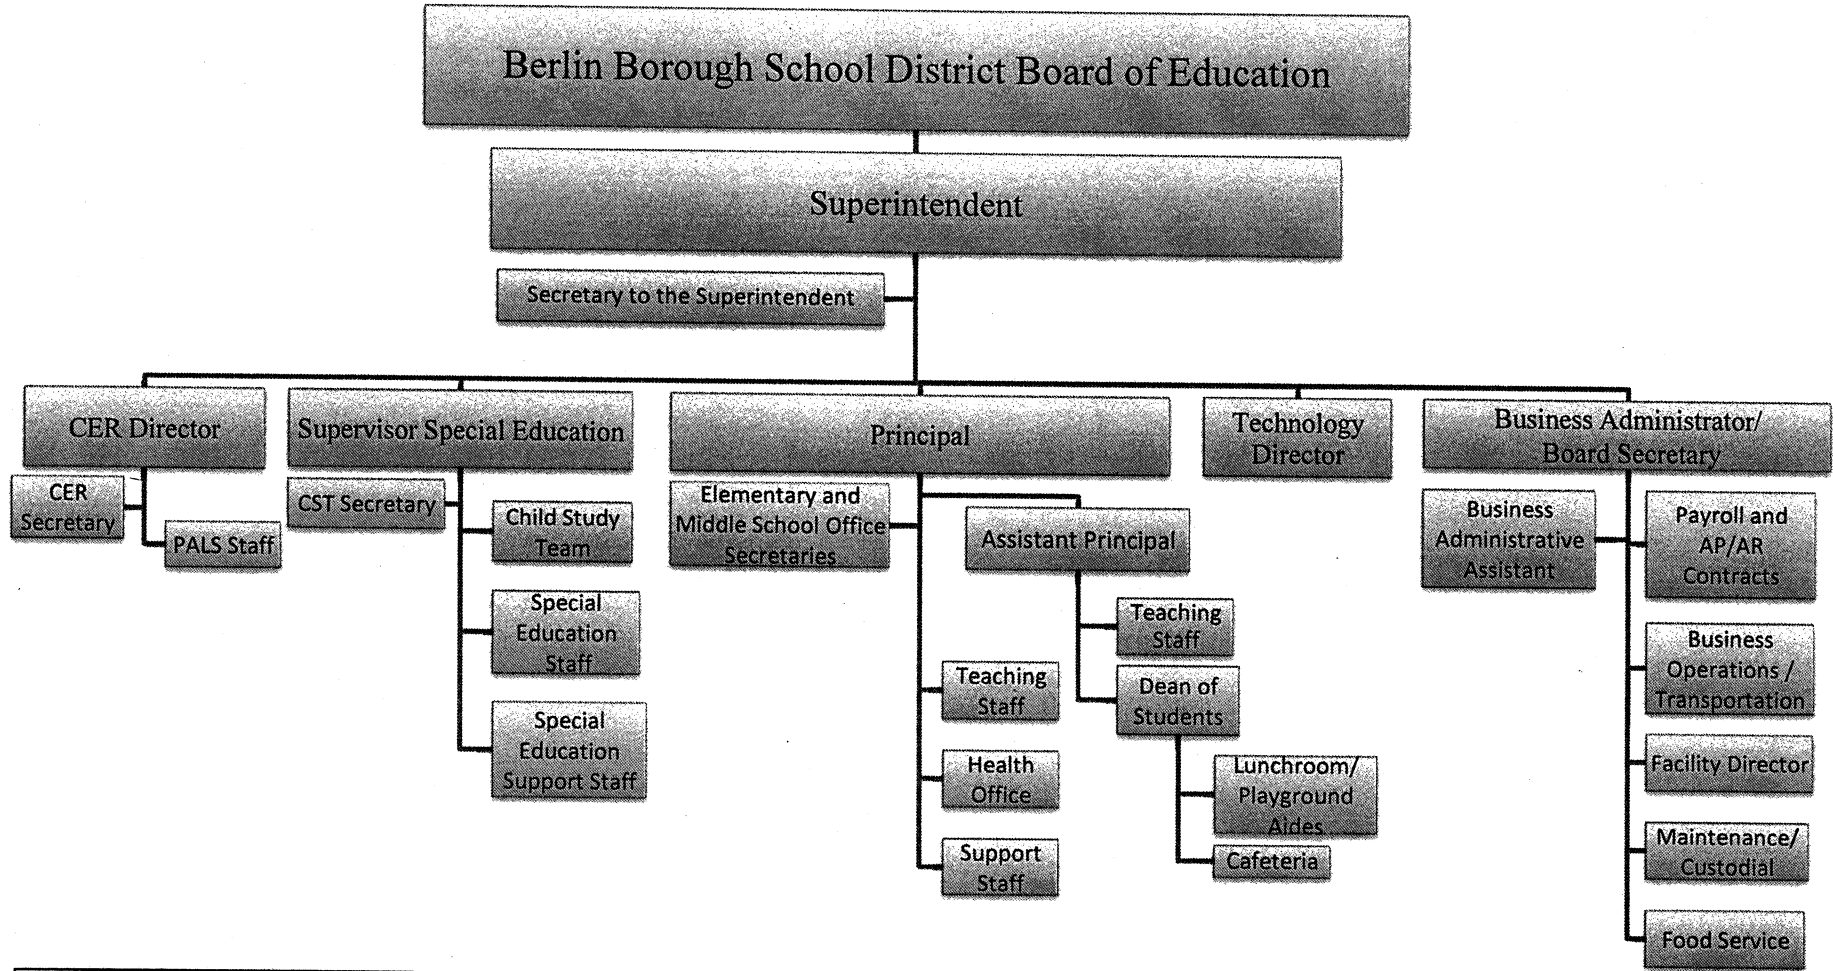 Berlin Borough School District Board of Education
Superintendent
Secretary to the Superintendent
CER Director
CER
Secretary
PALS Staff
Supervisor Special Education
CST Secretary
Child Study
Team
Special
Education
Staff
Special
Education
Support Staff
Principal
Elementary and
Middle School Office
Secretaries
Assistant Principal
Teaching
Staff
Dean of
Students
Lunchroom/
Playground
Aides
Cafeteria
Teaching
Staff
Health
Office
Support
Staff
Technology
Director
Business Administrator/
Board Secretary
Business
Administrative
Assistant
Payroll and
AP/AR
Contracts
Business
Operations /
Transportation
Facility Director
Maintenance/
Custodial
Food Service